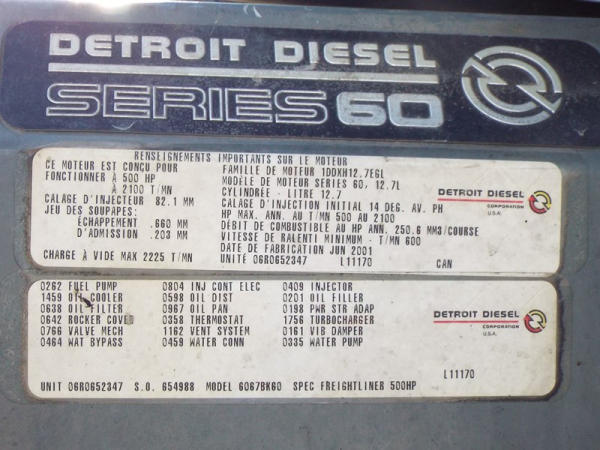 DETROIT DIESEL
SERIES 60
RENSEIGNEMENTS IMPORTANTS SUR LE MOTEUR
CE MOTEUR EST CONÇU POUR
FONCTIONNER À 500 HP
À 2100 T/MN
CALAGE D'INJECTEUR 82.1 MM
JEU DES SOUPAPES:
ÉCHAPPEMENT .660 MM
D'ADMISSION .203 MM
CHARGE À VIDE MAX 2225 T/MN
FAMILLE DE MOTEUR 1DDXH12.7EGL
MODÈLE DE MOTEUR SERIES 60, 12.7L
CYLINDRÉE - LITRE 12.7
CALAGE D'INJECTION INITIAL 14 DEG. AV. PH
HP MAX. ANN. AU T/MN 500 AU 2100
DÉBIT DE COMBUSTIBLE AU HP ANN. 250.6 MM3/COURSE
VITESSE DE RALENTI MINIMUM - T/MN 600
DATE DE FABRICATION JUN 2001
UNITÉ 06R0652347 L11170 CAN
DETROIT DIESEL
CORPORATION
U.S.A.
0262 FUEL PUMP 0804 INJ CONT ELEC 0409 INJECTOR
1459 OIL COOLER 0598 OIL DIST 0201 OIL FILLER
0638 OIL FILTER 0967 OIL PAN 0198 PWR STR ADAP
0642 ROCKER COVER 0358 THERMOSTAT 1756 TURBOCHARGER
0766 VALVE MECH 1162 VENT SYSTEM 0161 VIB DAMPER
0464 WAT BYPASS 0459 WATER CONN 0335 WATER PUMP
DETROIT DIESEL
CORPORATION
U.S.A.
L11170
UNIT 06R0652347 S.O. 654988 MODEL 6067BK60 SPEC FREIGHTLINER 500HP